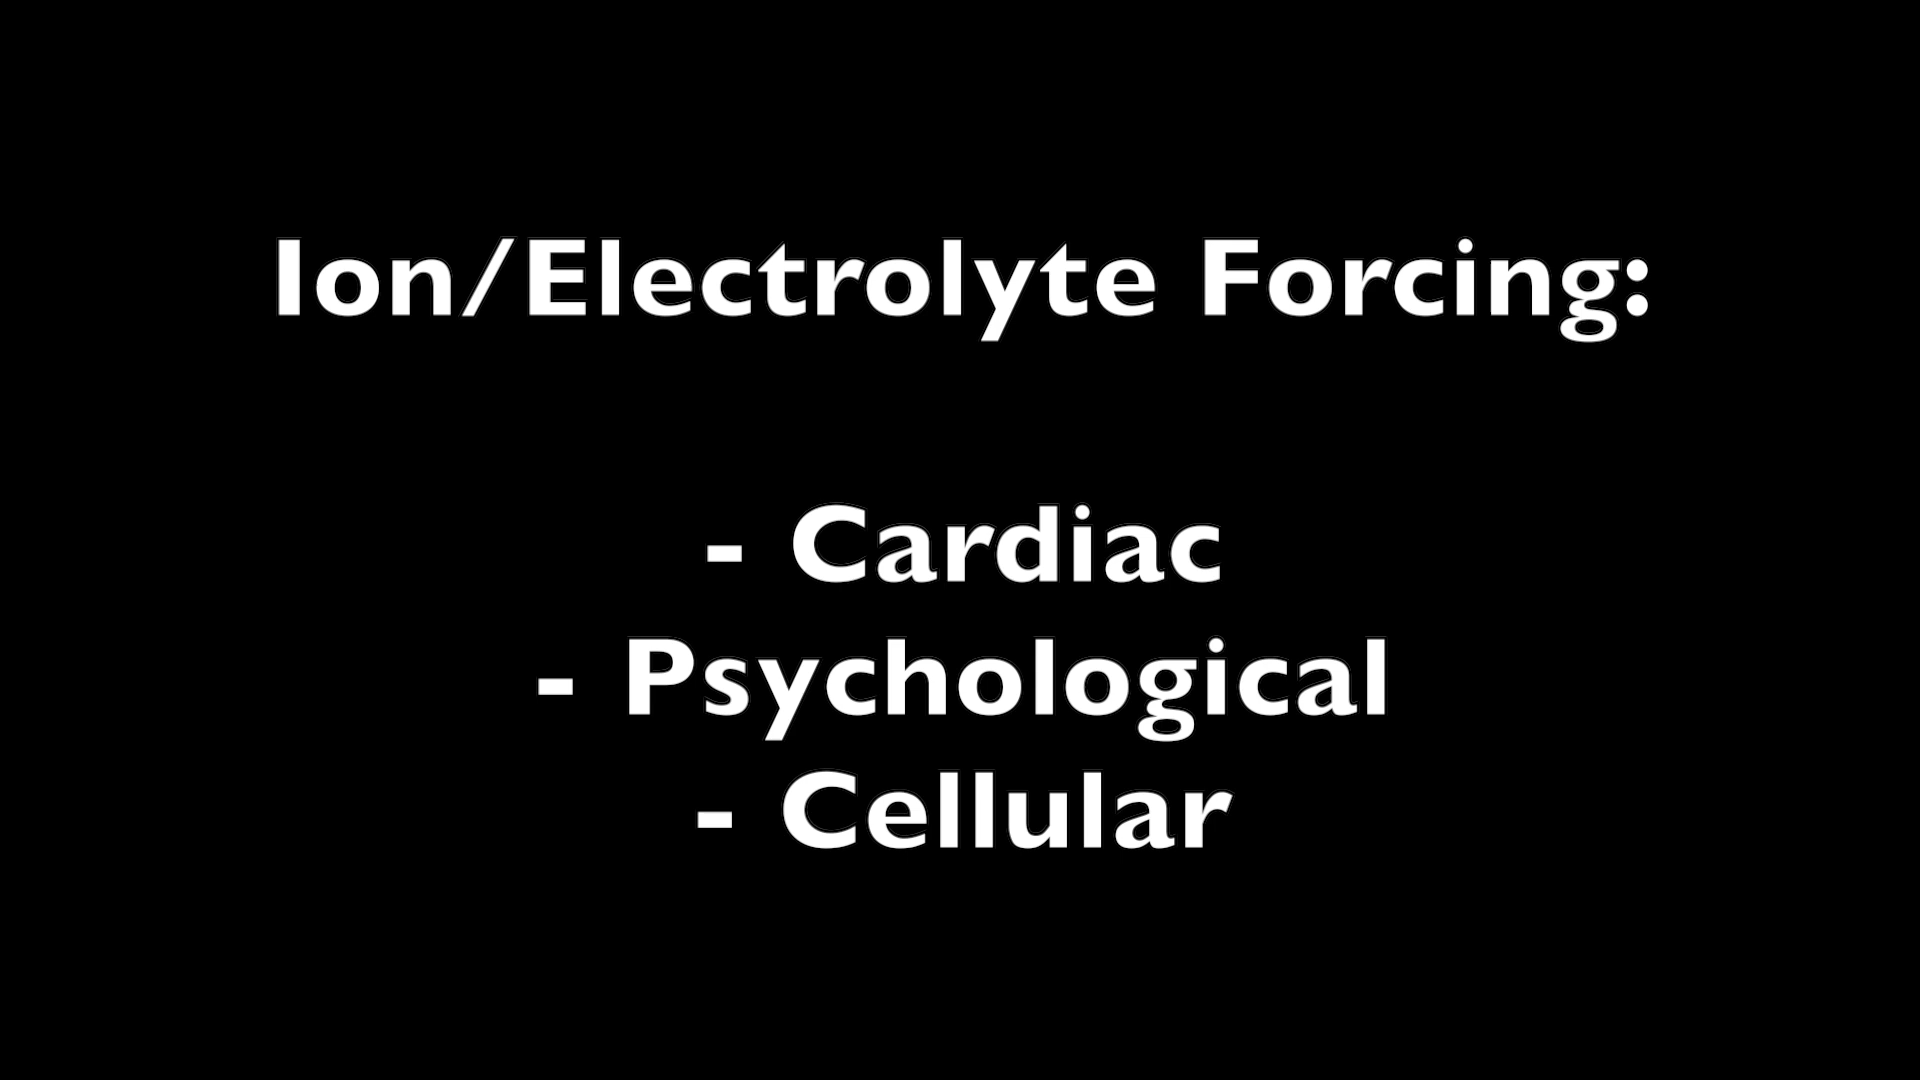 Ion/Electrolyte Forcing:
- Cardiac
- Psychological
- Cellular